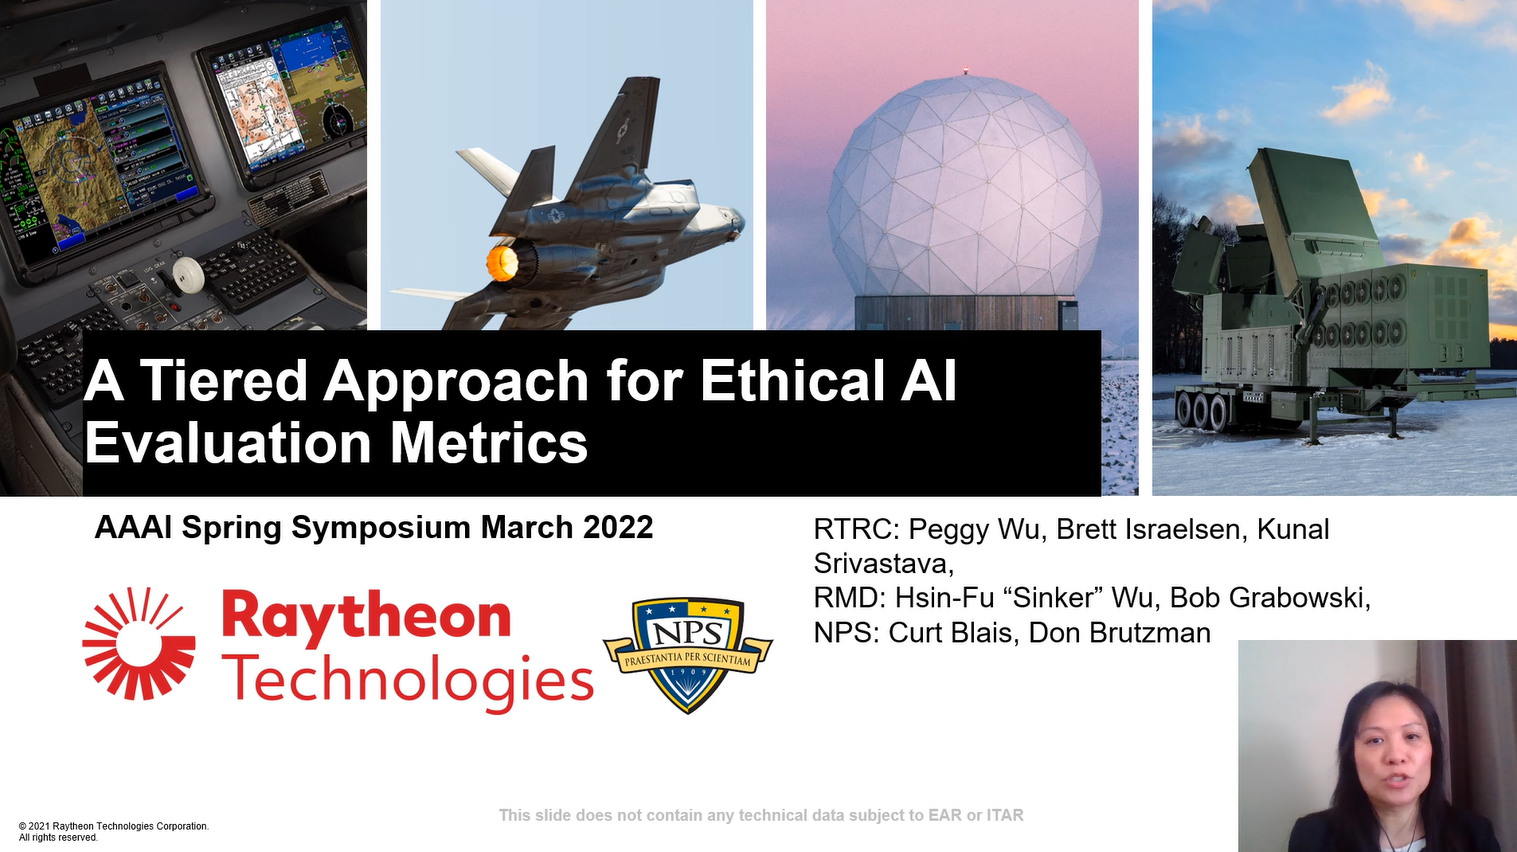 A Tiered Approach for Ethical AI
Evaluation Metrics
AAAI Spring Symposium March 2022
RTRC: Peggy Wu, Brett Israelsen, Kunal
Srivastava,
RMD: Hsin-Fu “Sinker” Wu, Bob Grabowski,
NPS: Curt Blais, Don Brutzman
Raytheon
Technologies
NPS
PRAESTANTIA PER SCIENTIAM
1909
This slide does not contain any technical data subject to EAR or ITAR
© 2021 Raytheon Technologies Corporation.
All rights reserved.